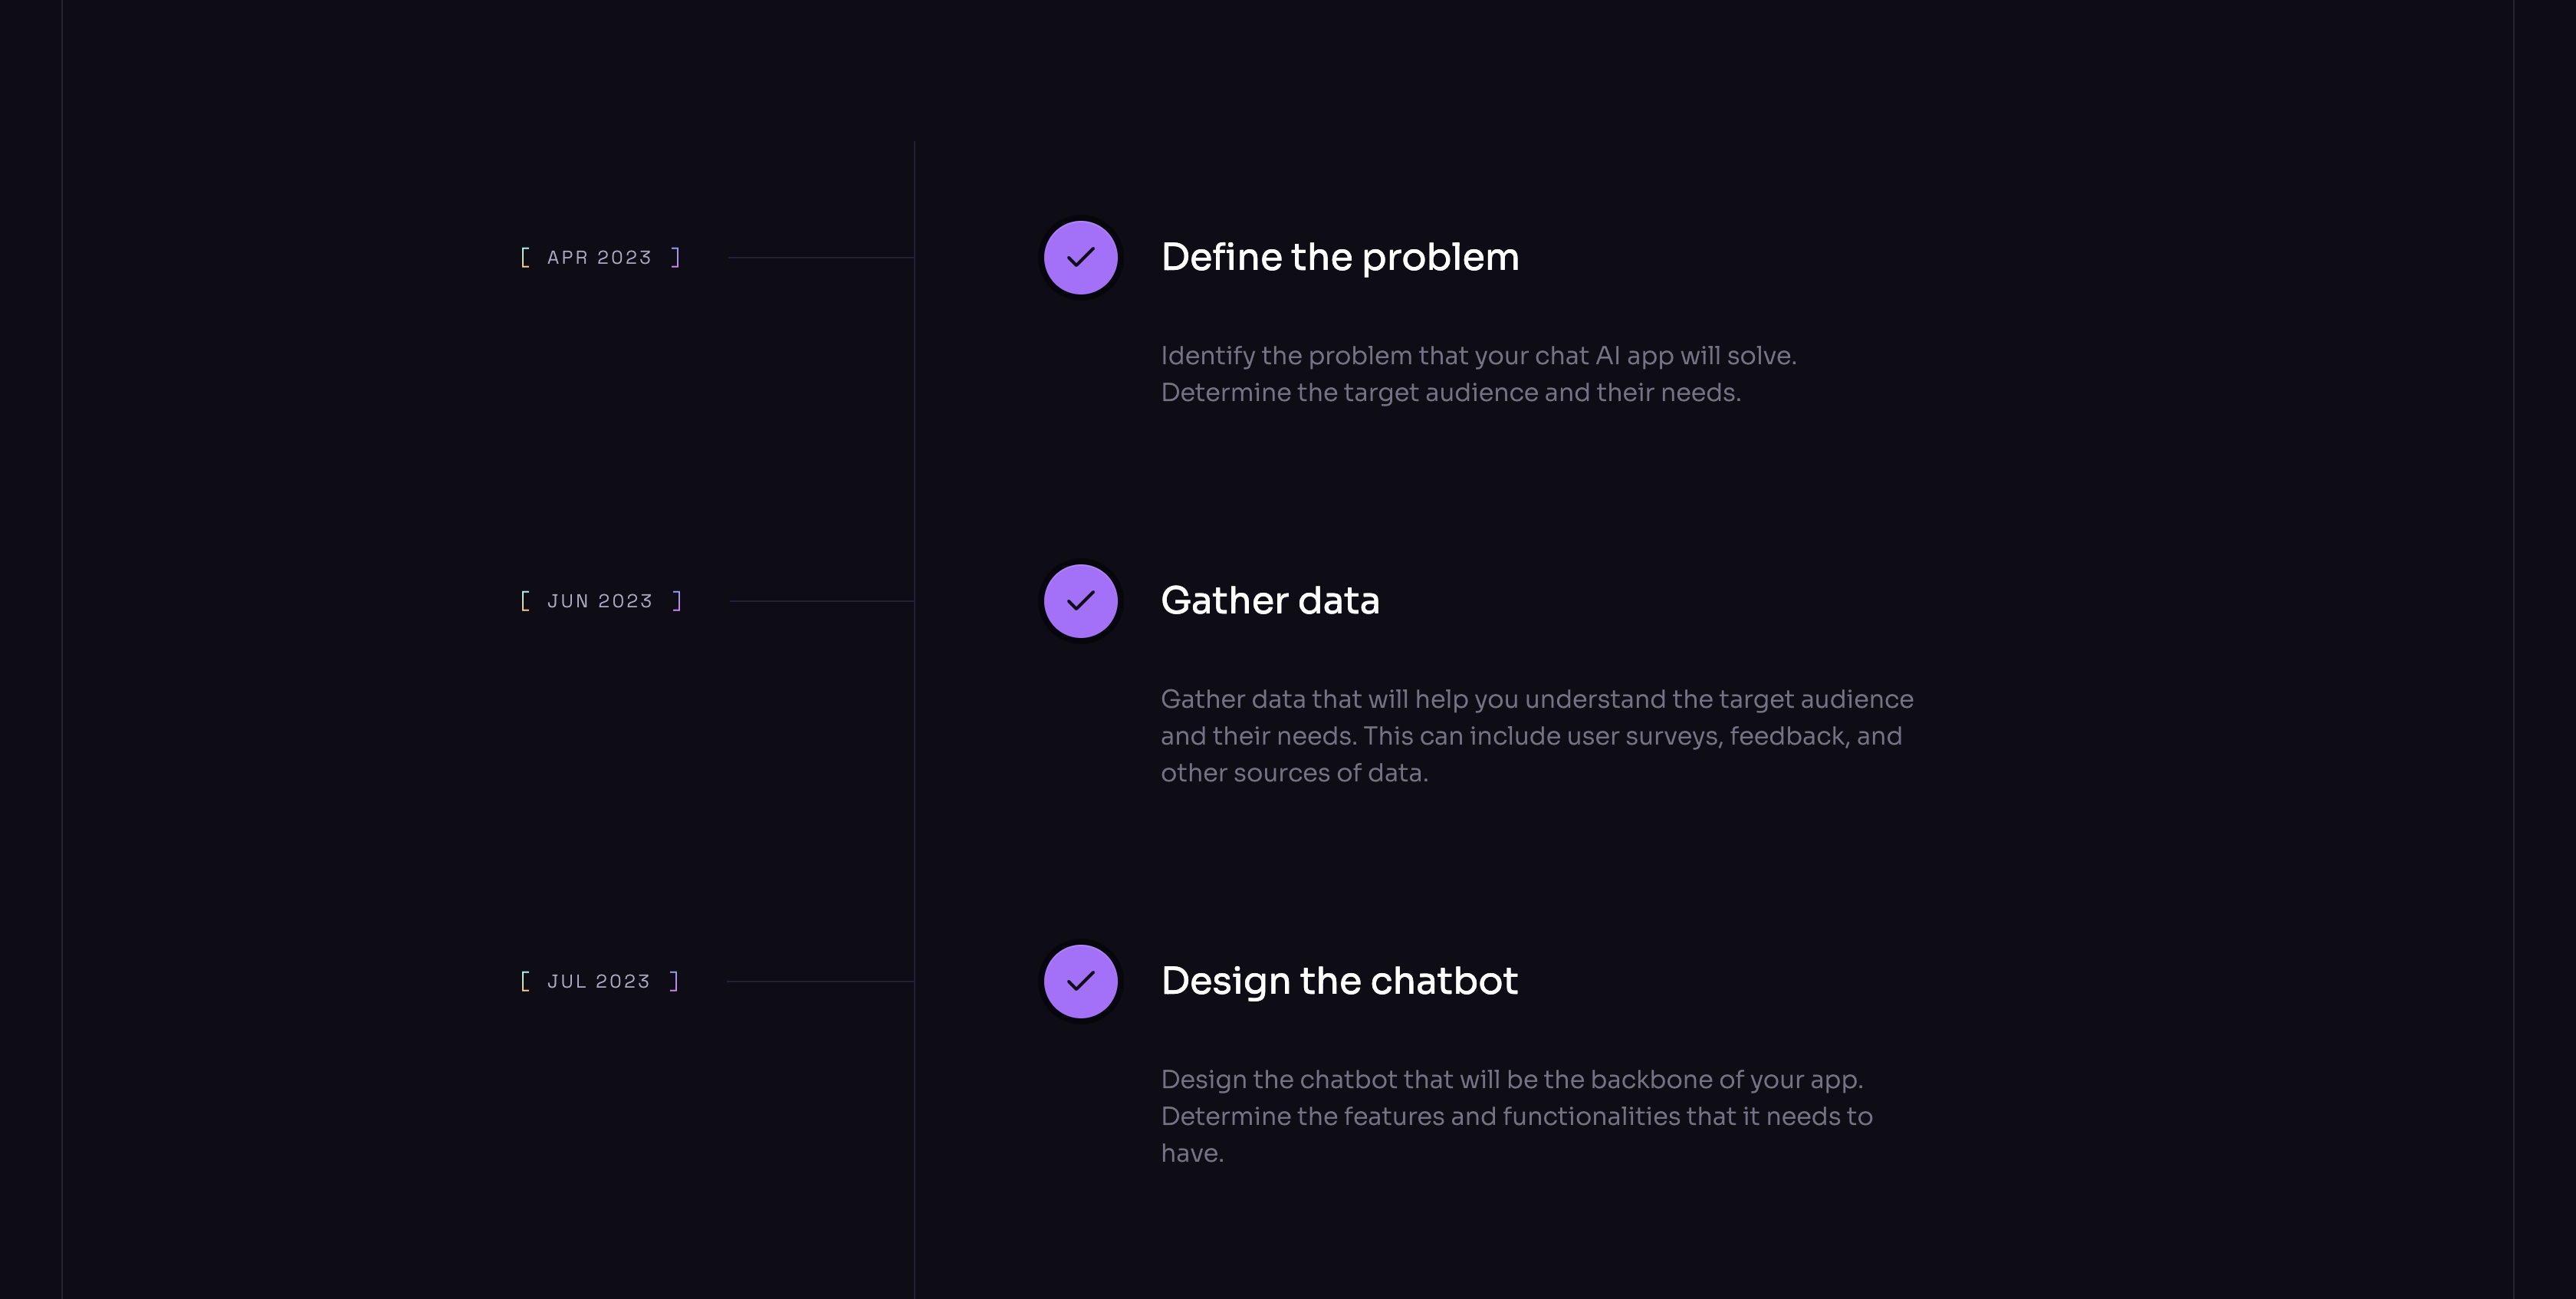 [ APR 2023 ]
Define the problem
Identify the problem that your chat AI app will solve.
Determine the target audience and their needs.
[ JUN 2023 ]
Gather data
Gather data that will help you understand the target audience
and their needs. This can include user surveys, feedback, and
other sources of data.
[ JUL 2023 ]
Design the chatbot
Design the chatbot that will be the backbone of your app.
Determine the features and functionalities that it needs to
have.